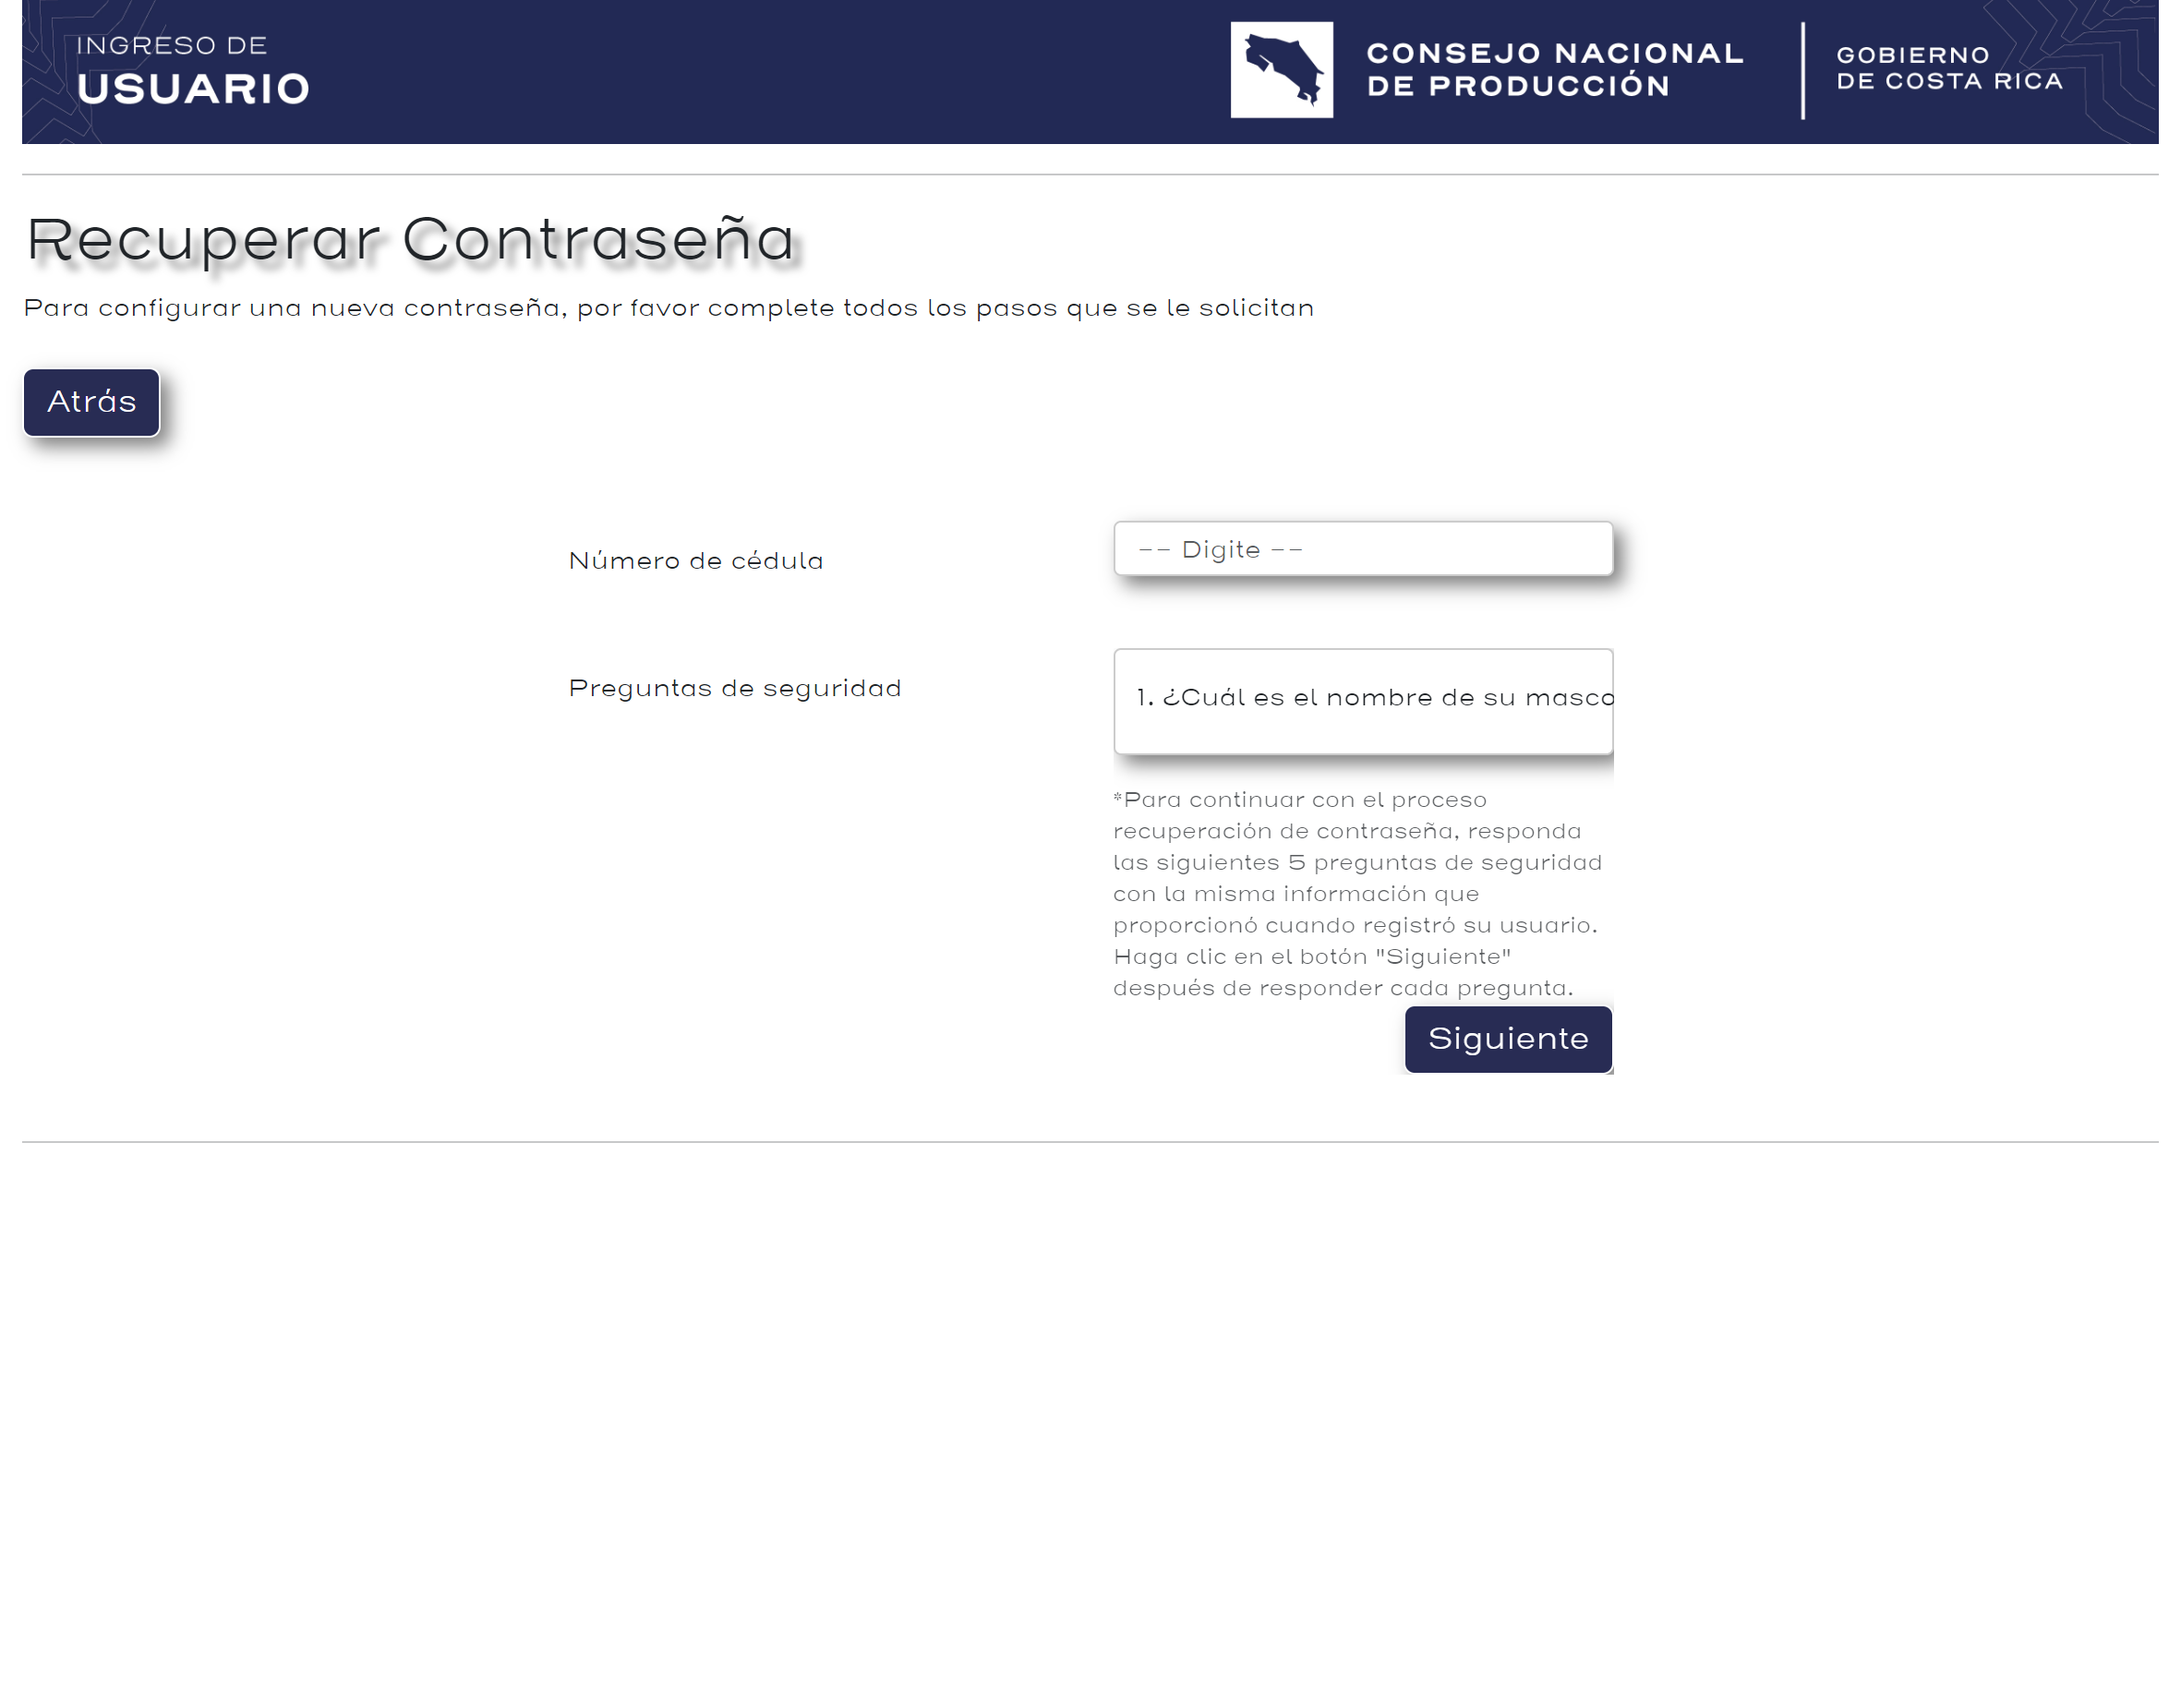 INGRESO DE
USUARIO
CONSEJO NACIONAL
DE PRODUCCIÓN
GOBIERNO
DE COSTA RICA
Recuperar Contraseña
Para configurar una nueva contraseña, por favor complete todos los pasos que se le solicitan
Atrás
Número de cédula
-- Digite --
Preguntas de seguridad
1. ¿Cuál es el nombre de su masco
*Para continuar con el proceso
recuperación de contraseña, responda
las siguientes 5 preguntas de seguridad
con la misma información que
proporcionó cuando registró su usuario.
Haga clic en el botón "Siguiente"
después de responder cada pregunta.
Siguiente